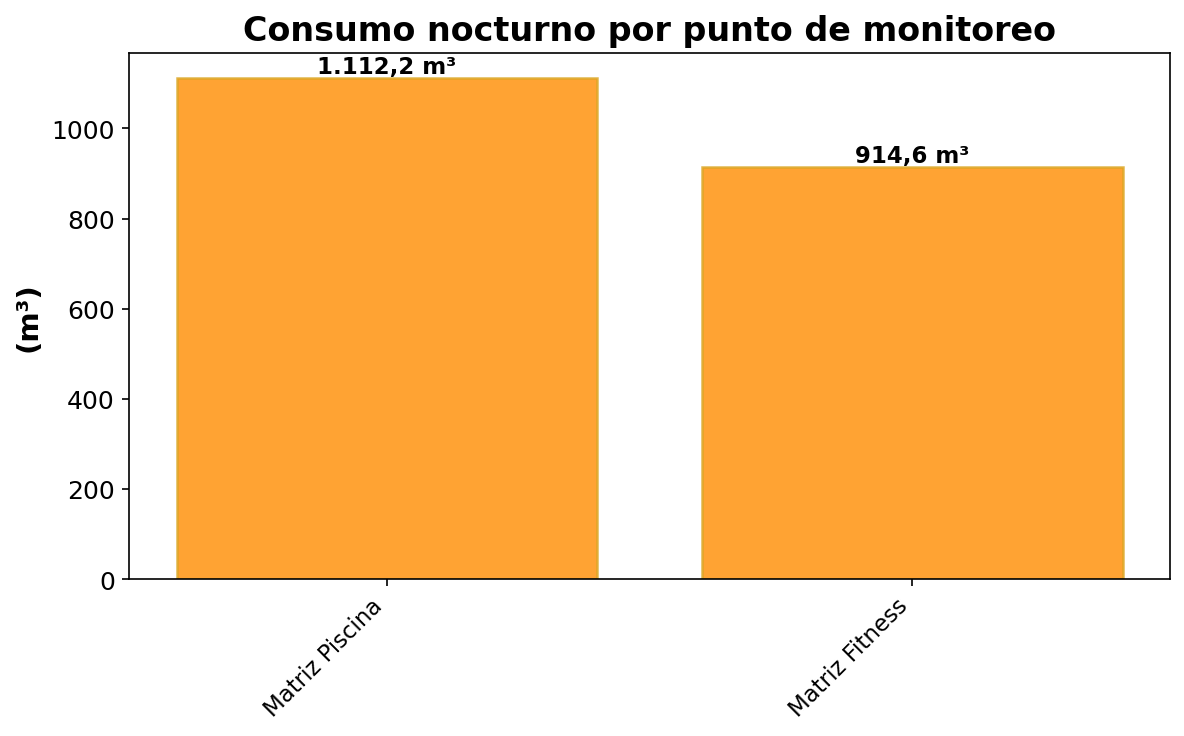 Consumo nocturno por punto de monitoreo
1.112,2 m³
914,6 m³
(m³)
1000
800
600
400
200
0
Matriz Piscina
Matriz Fitness